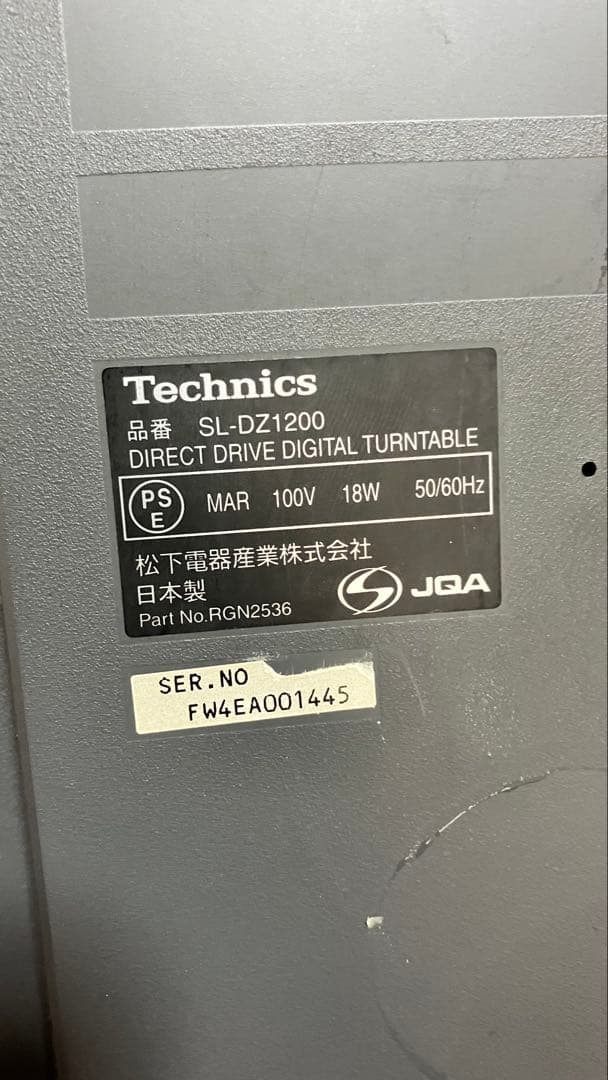 Technics
品番 SL-DZ1200
DIRECT DRIVE DIGITAL TURNTABLE
PS
E
MAR 100V 18W 50/60Hz
松下電器産業株式会社
日本製
JQA
Part No.RGN2536
SER.NO
FW4EA001445